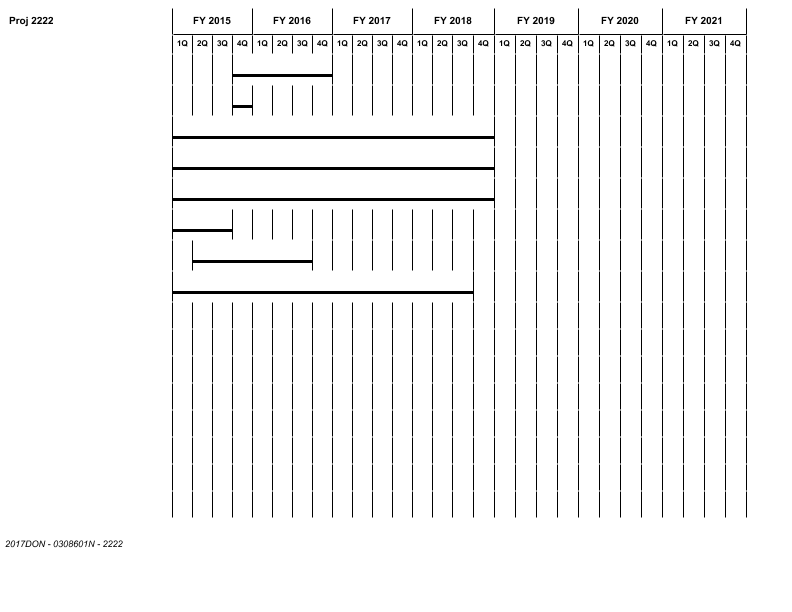 Proj 2222
FY 2015 FY 2016 FY 2017 FY 2018 FY 2019 FY 2020 FY 2021
1Q 2Q 3Q 4Q 1Q 2Q 3Q 4Q 1Q 2Q 3Q 4Q 1Q 2Q 3Q 4Q 1Q 2Q 3Q 4Q 1Q 2Q 3Q 4Q 1Q 2Q 3Q 4Q
2017DON - 0308601N - 2222